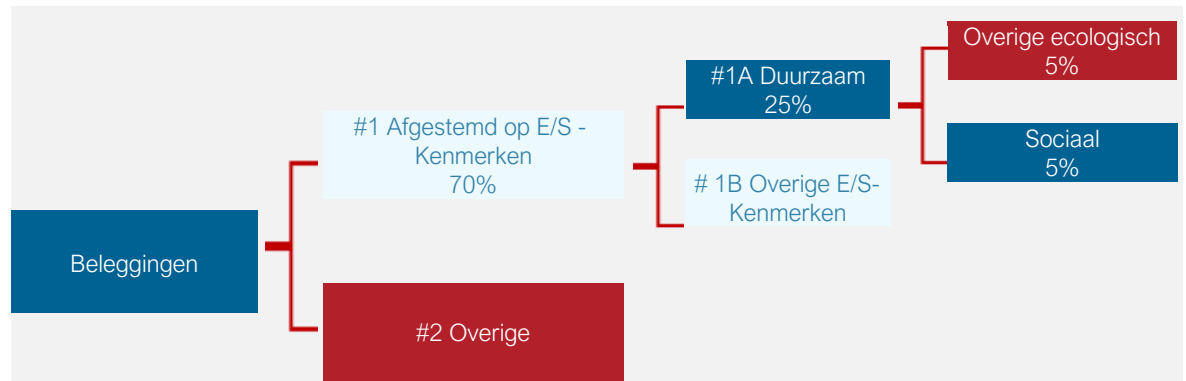 Overige ecologisch
5%
#1A Duurzaam
25%
#1 Afgestemd op E/S -
Kenmerken
70%
Sociaal
5%
# 1B Overige E/S-
Kenmerken
Beleggingen
#2 Overige